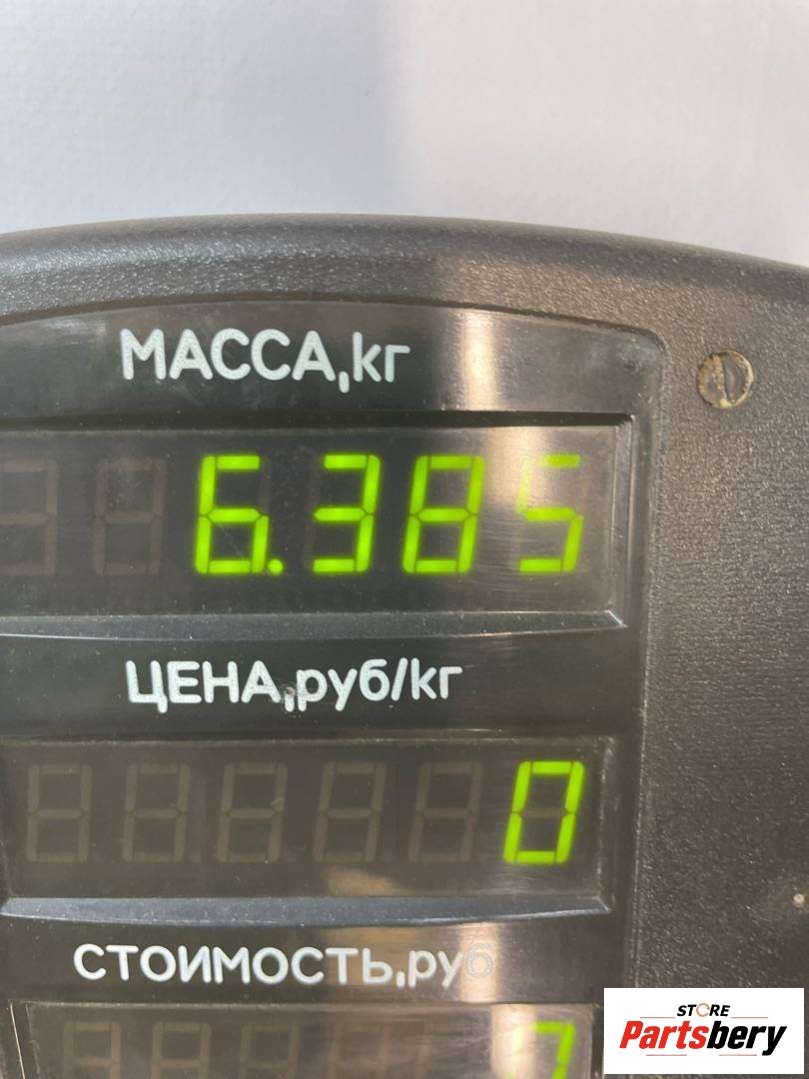 МАССА,кг
6.385
ЦЕНА,руб/кг
0
СТОИМОСТЬ,руб
STORE
Partsbery